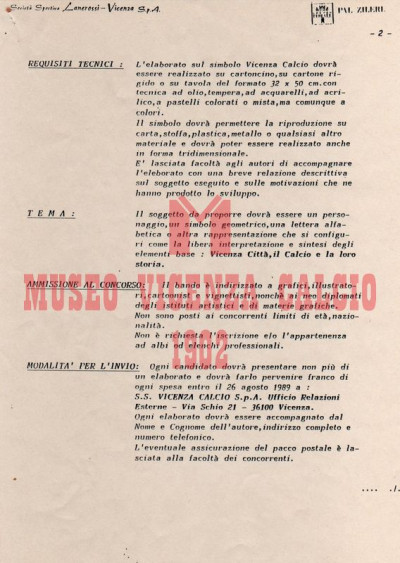 Società Sportiva Lanerossi-Vicenza S.p.A.
PAL ZILERI
- 2 -
REQUISITI TECNICI : L'elaborato sul simbolo Vicenza Calcio dovrà
essere realizzato su cartoncino,su cartone ri-
gido o su tavola del formato 32 x 50 cm.con
tecnica ad olio,tempera,ad acquarelli,ad acri-
lico,a pastelli colorati o mista,ma comunque a
colori.
Il simbolo dovrà permettere la riproduzione su
carta,stoffa,plastica,metallo o qualsiasi altro
materiale e dovrà poter essere realizzato anche
in forma tridimensionale.
E' lasciata facoltà agli autori di accompagnare
l'eleborato con una breve relazione descrittiva
sul soggetto eseguito e sulle motivazioni che ne
hanno prodotto lo sviluppo.
T E M A : Il soggetto da proporre dovrà essere un perso-
naggio,un simbolo geometrico,una lettera alfa-
betica o altra rappresentazione che si configu-
ri come la libera interpretazione e sintesi degli
elementi base : Vicenza Città,il Calcio e la loro
storia.
AMMISSIONE AL CONCORSO: Il bando è indirizzato a grafici,illustrato-
ri,cartoonist e vignettisti,nonchè ai neo diplomati
degli istituti artistici e di materie grafiche.
Non sono posti ai concorrenti limiti di età,nazio-
nalità.
Non è richiesta l'iscrizione e/o l'appartenenza
ad albi od elenchi professionali.
MODALITA' PER L'INVIO: Ogni candidato dovrà presentare non più di
un elaborato e dovrà farlo pervenire franco di
ogni spesa entro il 26 agosto 1989 a :
S.S. VICENZA CALCIO S.p.A. Ufficio Relazioni
Esterne - Via Schio 21 - 36100 Vicenza.
Ogni elaborato dovrà essere accompagnato dal
Nome e Cognome dell'autore,indirizzo completo e
numero telefonico.
L'eventuale assicurazione del pacco postale è la-
sciata alla facoltà dei concorrenti.
.... ./.
M
MUSEO VICENZA CALCIO
1902